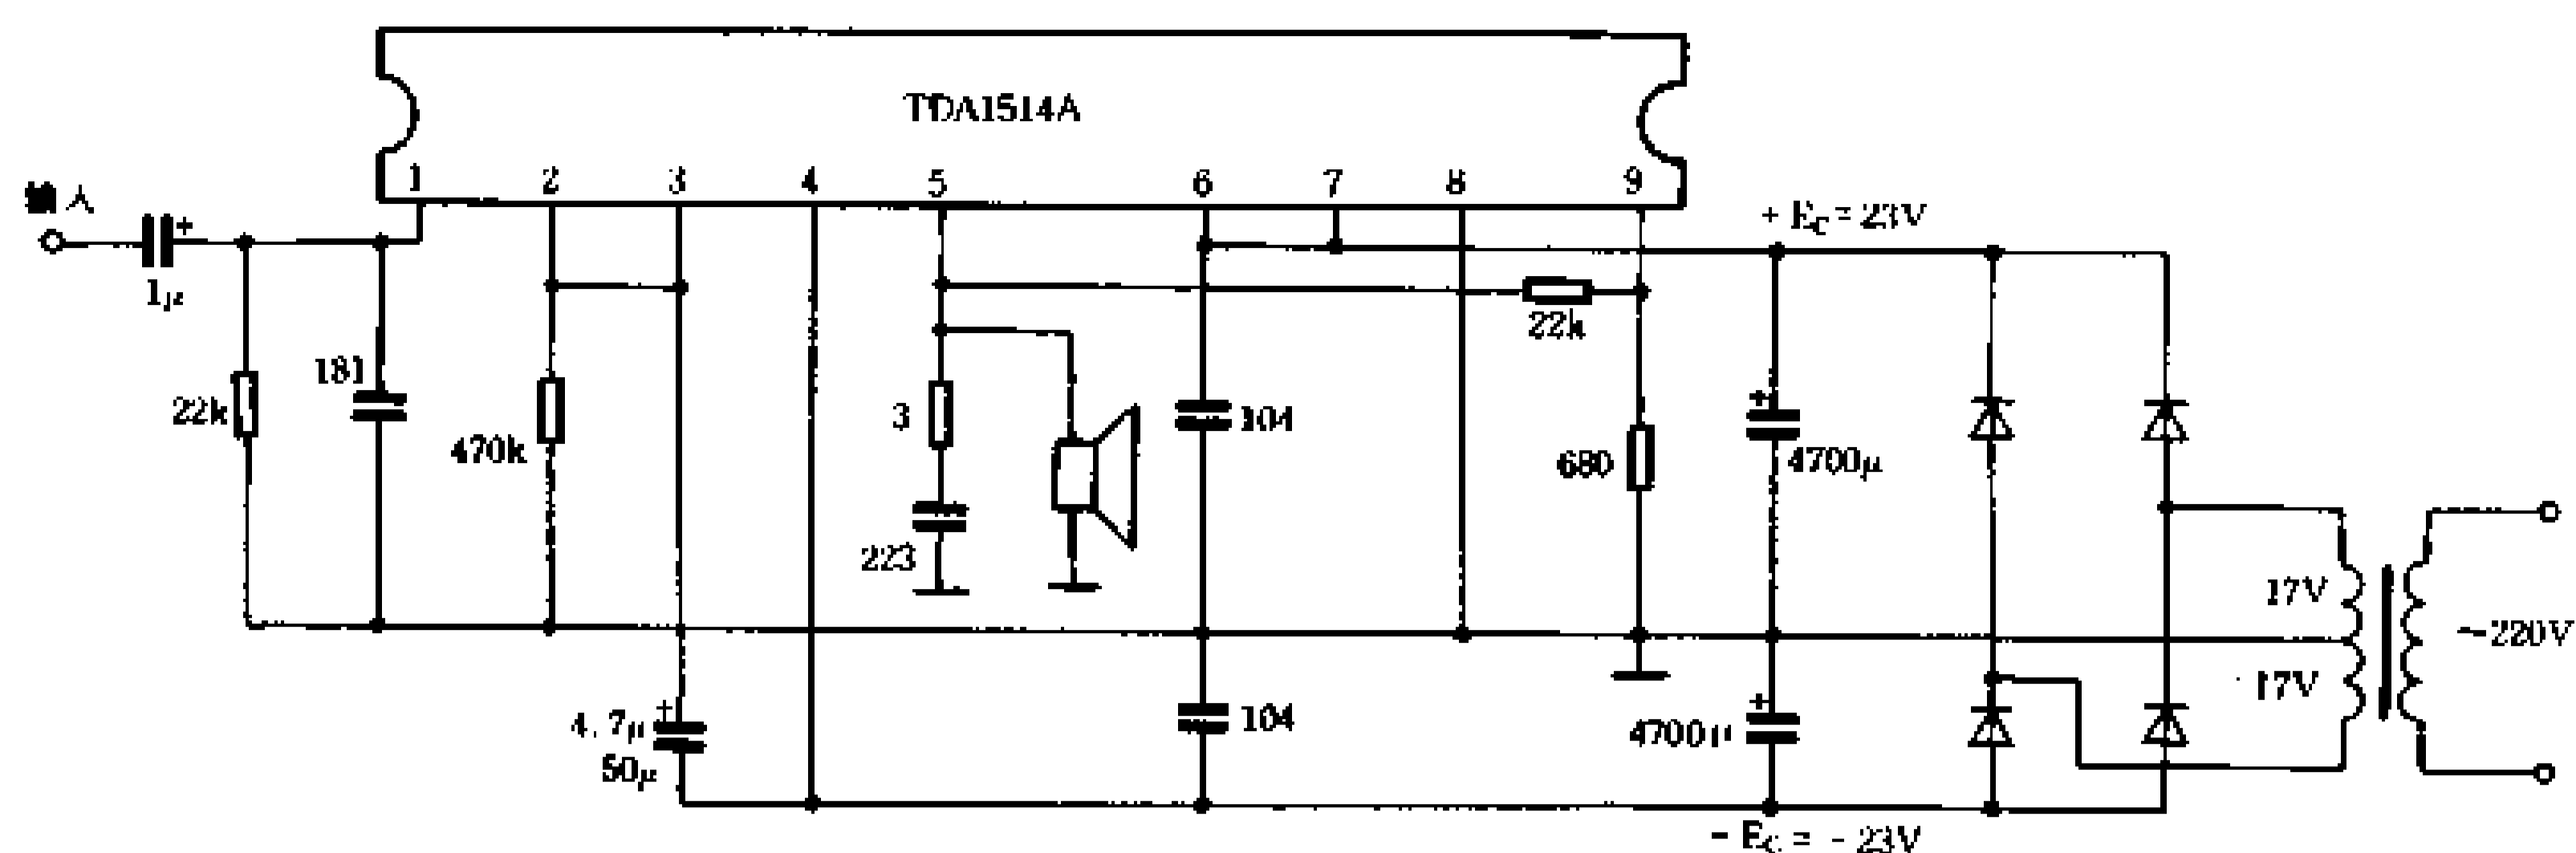 TDA1514A
1 2 3 4 5 6 7 8 9
输入
1μ
22k
181
470k
4.7μ
50μ
3
223
104
104
22k
680
+ EC = 23V
4700μ
4700μ
- EC = - 23V
17V
17V
~220V